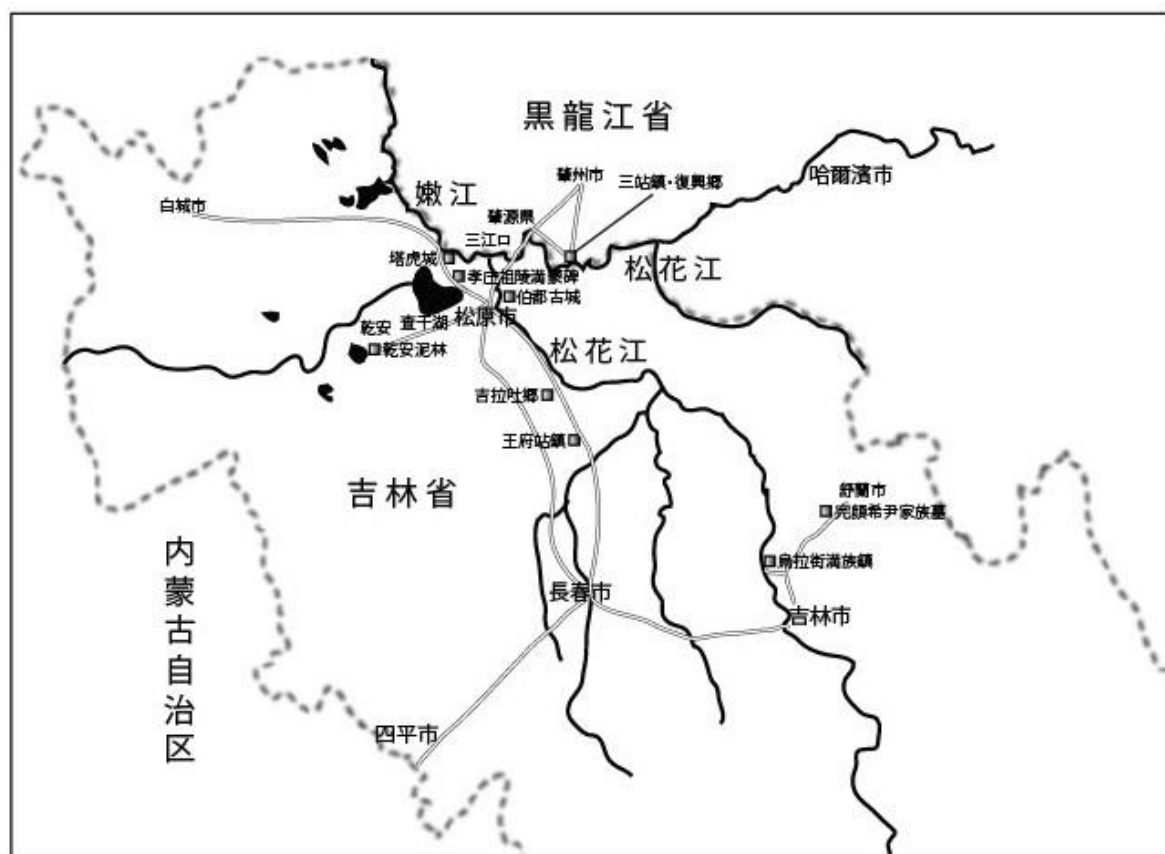 黒龍江省
肇州市
三站鎮・復興郷
哈爾濱市
嫩江
白城市
肇源県
三江口
塔虎城
松花江
孝庄祖陵満蒙碑
伯都古城
乾安
査干湖
松原市
乾安泥林
松花江
吉拉吐郷
王府站鎮
吉林省
舒蘭市
完顔希尹家族墓
内蒙古自治区
烏拉街満族鎮
長春市
吉林市
四平市